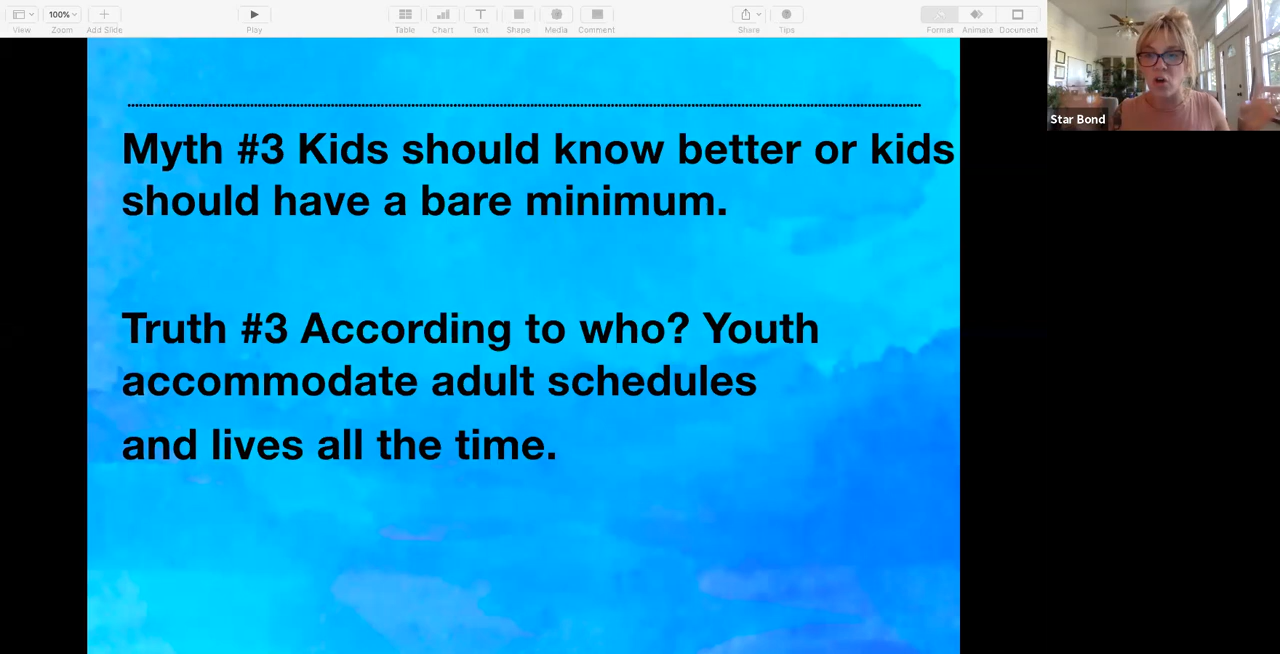 100%
View
Zoom
Add Slide
Play
Table
Chart
Text
Shape
Media
Comment
Share
Tips
Format
Animate
Document
Star Bond
Myth #3 Kids should know better or kids
should have a bare minimum.
Truth #3 According to who? Youth
accommodate adult schedules
and lives all the time.